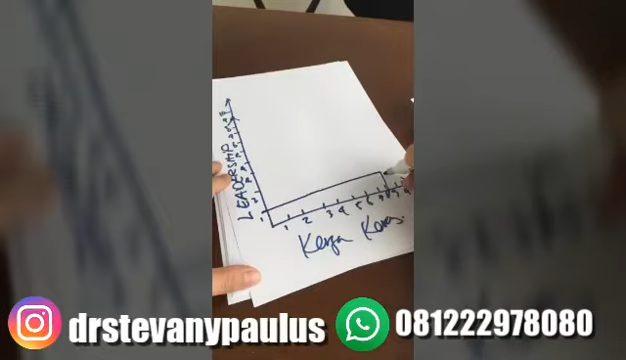 LEADERSHIP
1 2 3 4 5 6 7 8 9
Kerja Keras.
drstevanypaulus
081222978080